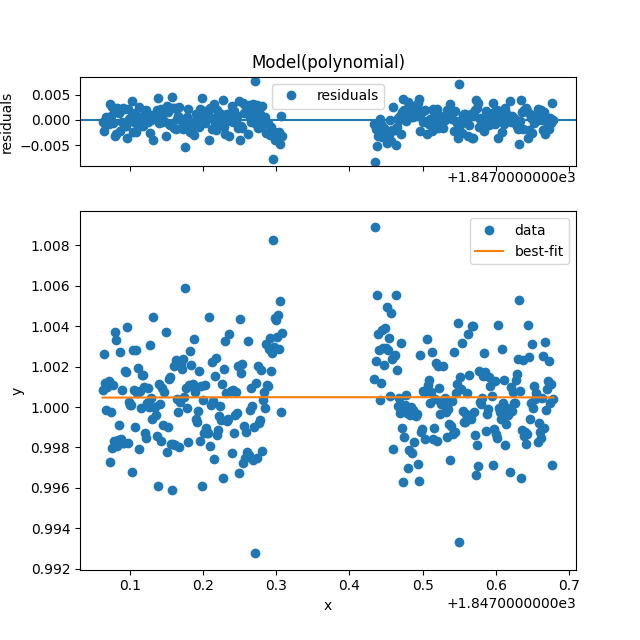 Model(polynomial)
residuals
0.005
0.000
−0.005
residuals
+1.8470000000e3
y
1.008
1.006
1.004
1.002
1.000
0.998
0.996
0.994
0.992
data
best-fit
0.1 0.2 0.3 0.4 0.5 0.6 0.7
x
+1.8470000000e3